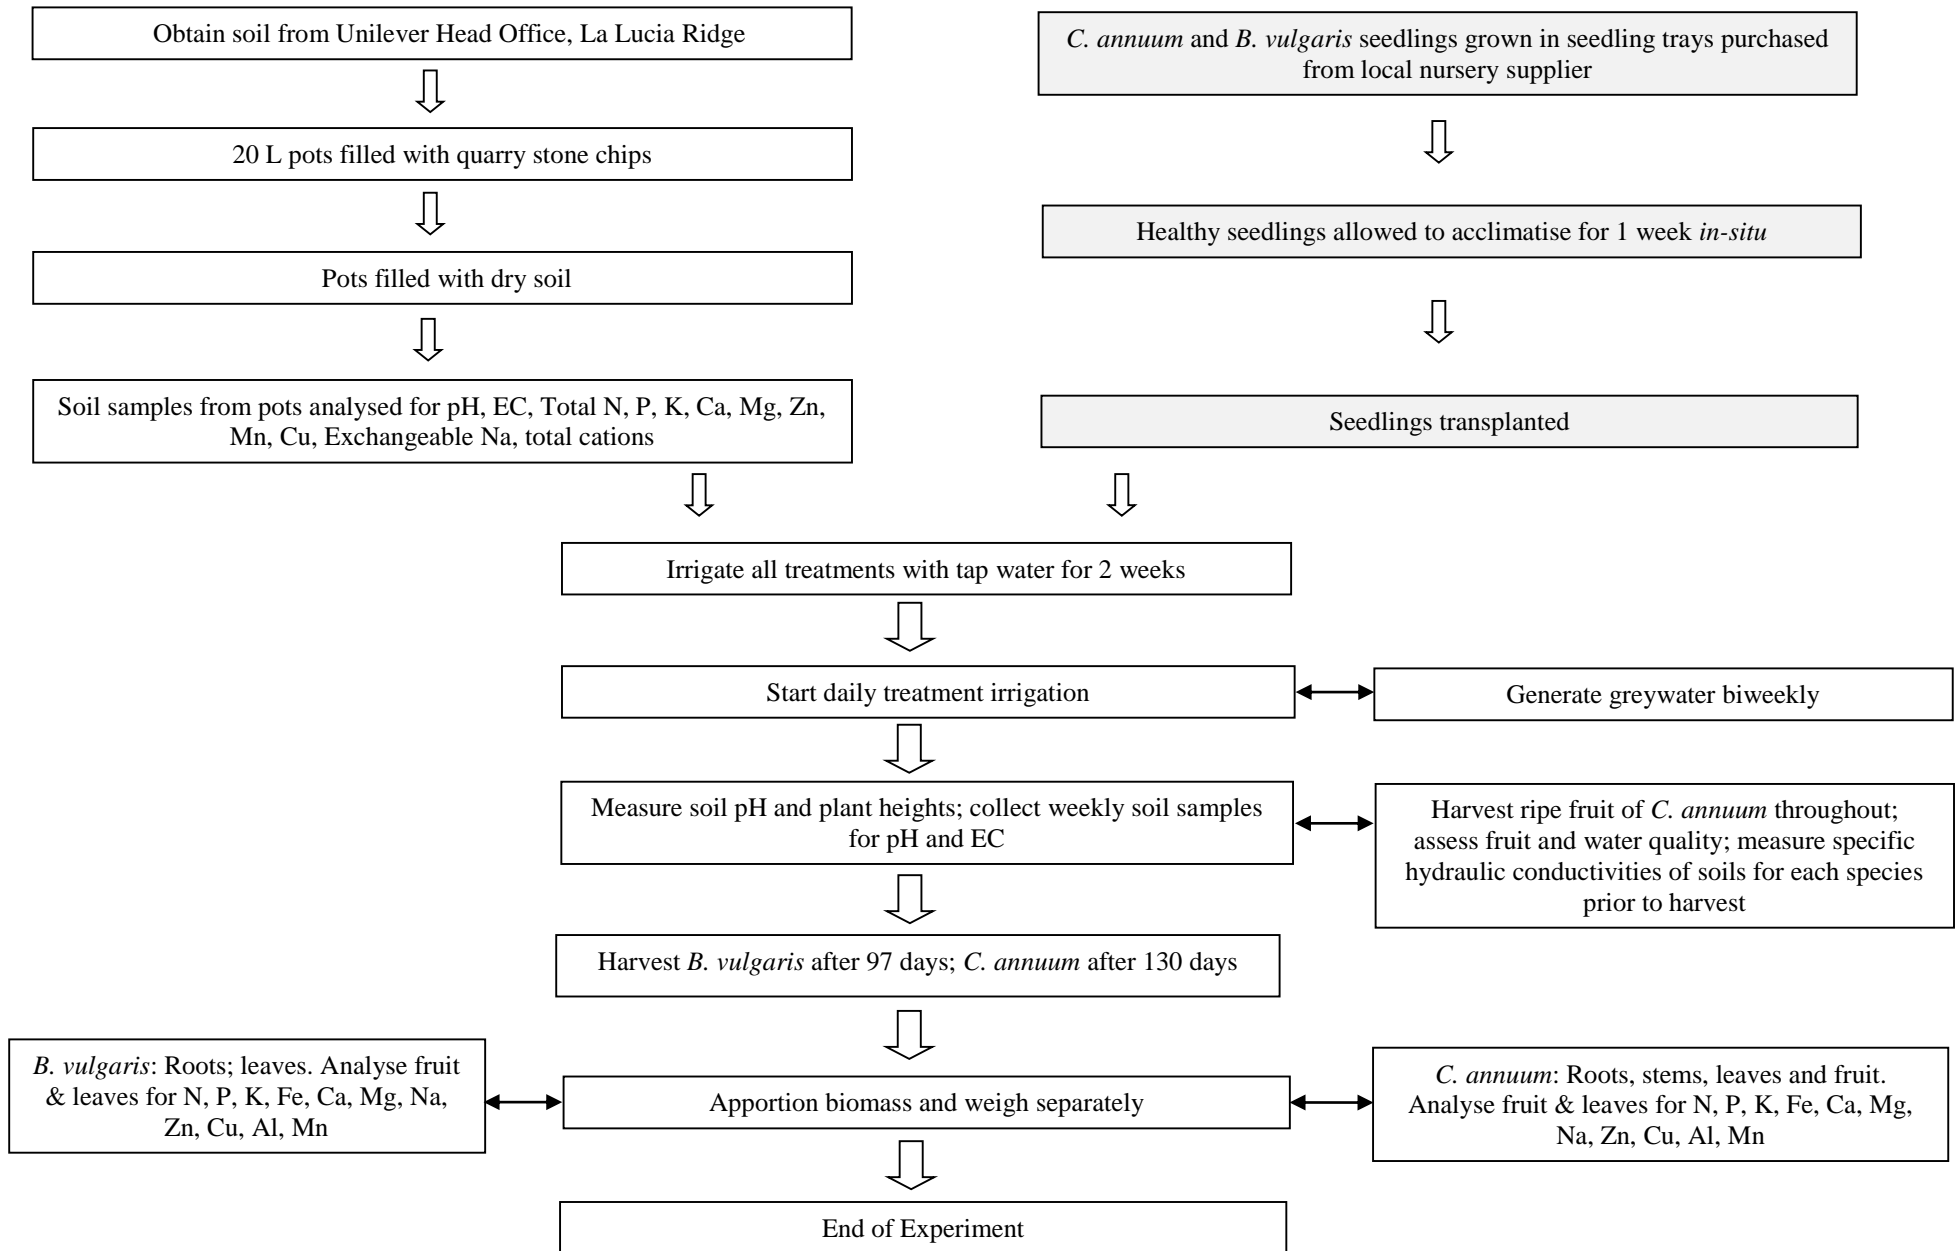 Obtain soil from Unilever Head Office, La Lucia Ridge
20 L pots filled with quarry stone chips
Pots filled with dry soil
Soil samples from pots analysed for pH, EC, Total N, P, K, Ca, Mg, Zn,
Mn, Cu, Exchangeable Na, total cations
C. annuum and B. vulgaris seedlings grown in seedling trays purchased
from local nursery supplier
Healthy seedlings allowed to acclimatise for 1 week in-situ
Seedlings transplanted
Irrigate all treatments with tap water for 2 weeks
Start daily treatment irrigation
Generate greywater biweekly
Measure soil pH and plant heights; collect weekly soil samples
for pH and EC
Harvest ripe fruit of C. annuum throughout;
assess fruit and water quality; measure specific
hydraulic conductivities of soils for each species
prior to harvest
Harvest B. vulgaris after 97 days; C. annuum after 130 days
B. vulgaris: Roots; leaves. Analyse fruit
& leaves for N, P, K, Fe, Ca, Mg, Na,
Zn, Cu, Al, Mn
Apportion biomass and weigh separately
C. annuum: Roots, stems, leaves and fruit.
Analyse fruit & leaves for N, P, K, Fe, Ca, Mg,
Na, Zn, Cu, Al, Mn
End of Experiment